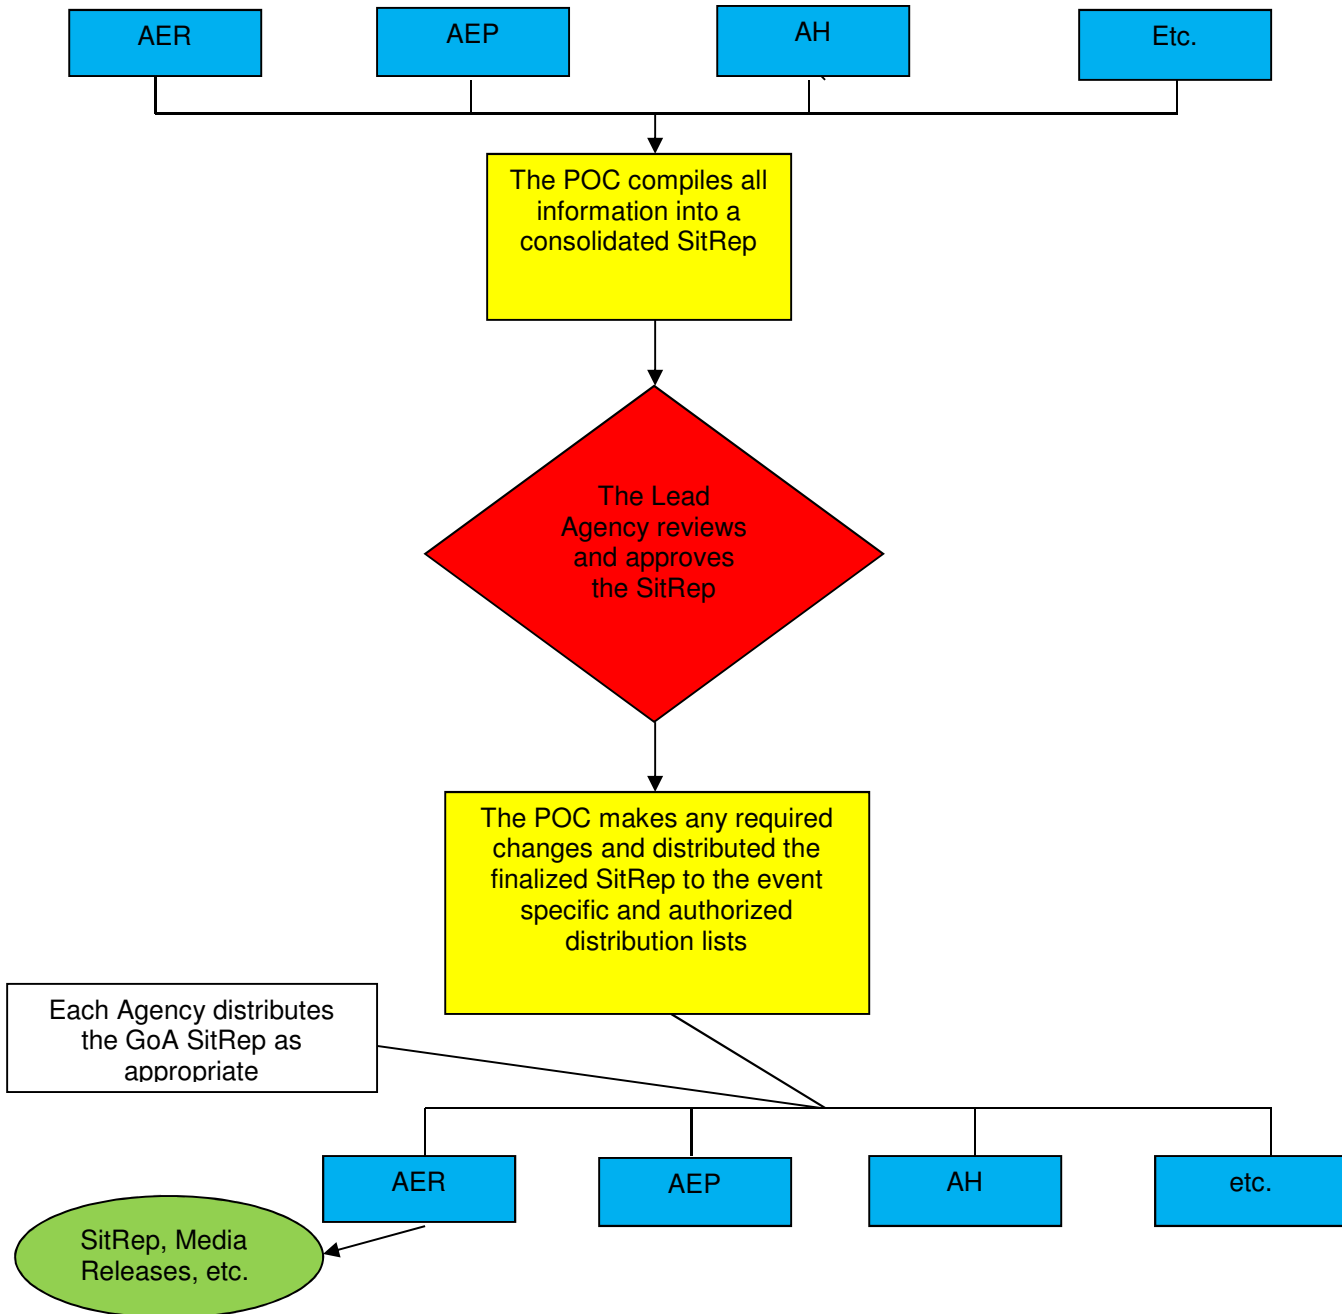 AER
AEP
AH
Etc.
The POC compiles all
information into a
consolidated SitRep
The Lead
Agency reviews
and approves
the SitRep
The POC makes any required
changes and distributed the
finalized SitRep to the event
specific and authorized
distribution lists
Each Agency distributes
the GoA SitRep as
appropriate
AER
AEP
AH
etc.
SitRep, Media
Releases, etc.